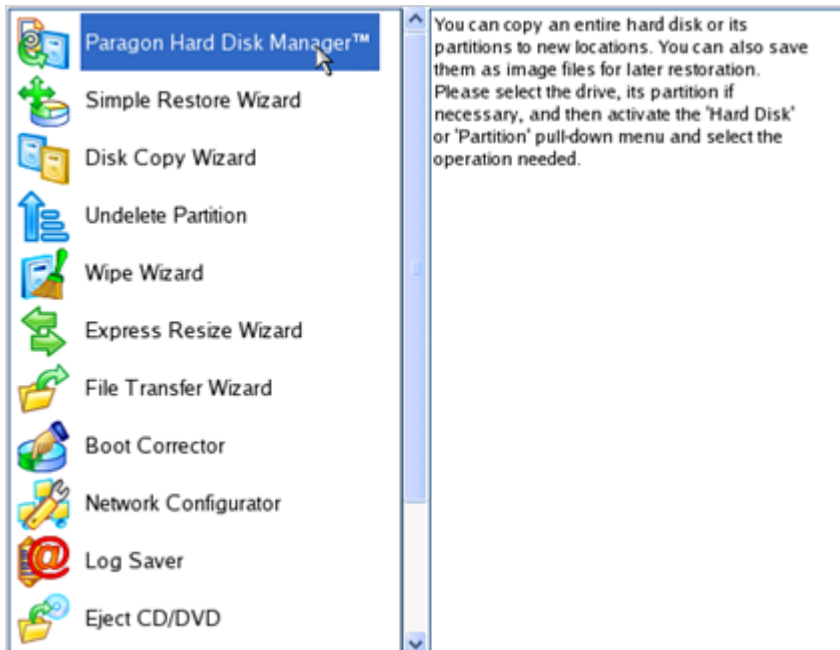 Paragon Hard Disk Manager™
Simple Restore Wizard
Disk Copy Wizard
Undelete Partition
Wipe Wizard
Express Resize Wizard
File Transfer Wizard
Boot Corrector
Network Configurator
Log Saver
Eject CD/DVD
You can copy an entire hard disk or its
partitions to new locations. You can also save
them as image files for later restoration.
Please select the drive, its partition if
necessary, and then activate the 'Hard Disk'
or 'Partition' pull-down menu and select the
operation needed.